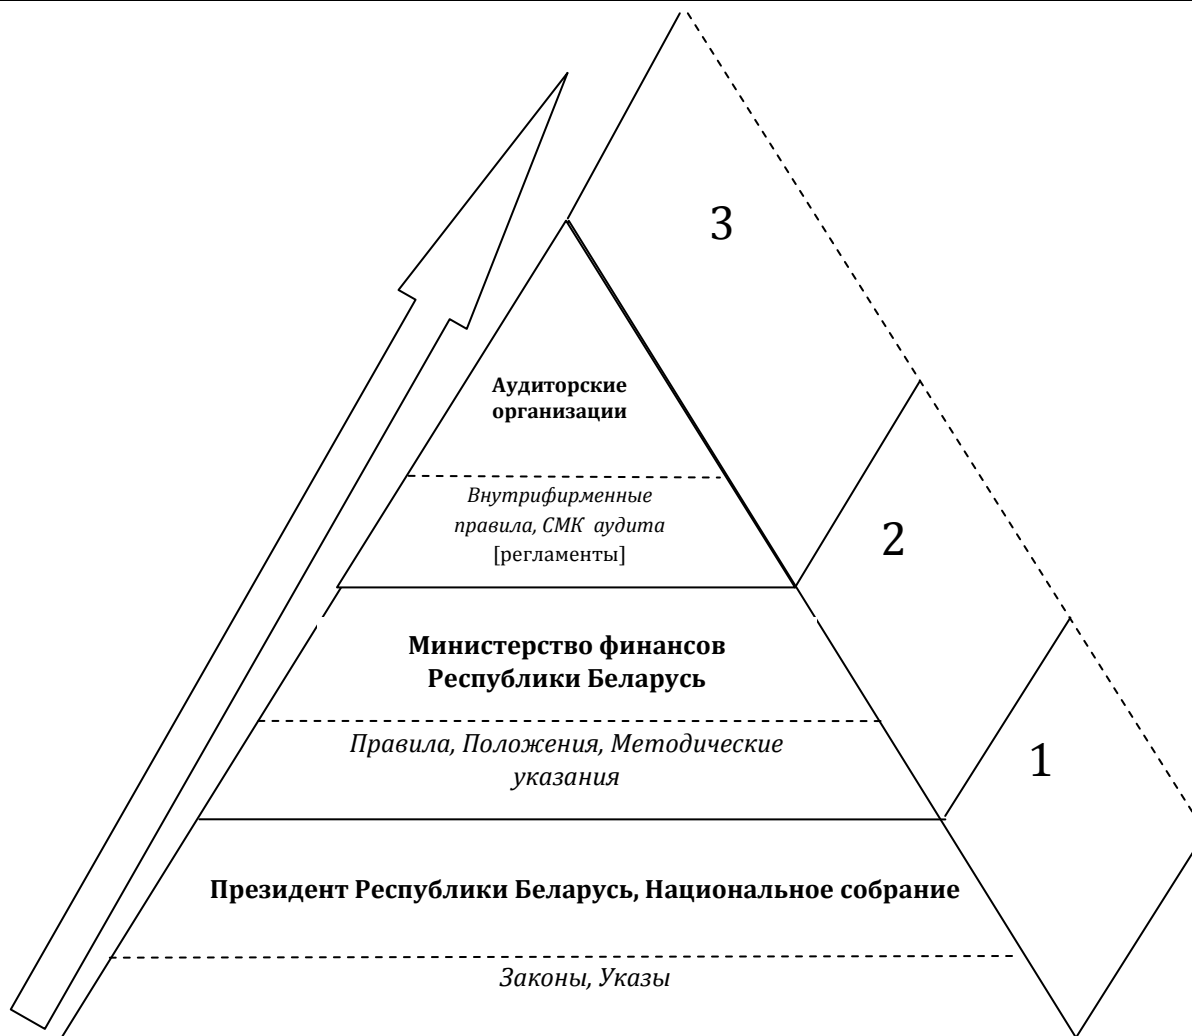 3
Аудиторские
организации
Внутрифирменные
правила, СМК аудита
[регламенты]
2
Министерство финансов
Республики Беларусь
Правила, Положения, Методические
указания
1
Президент Республики Беларусь, Национальное собрание
Законы, Указы